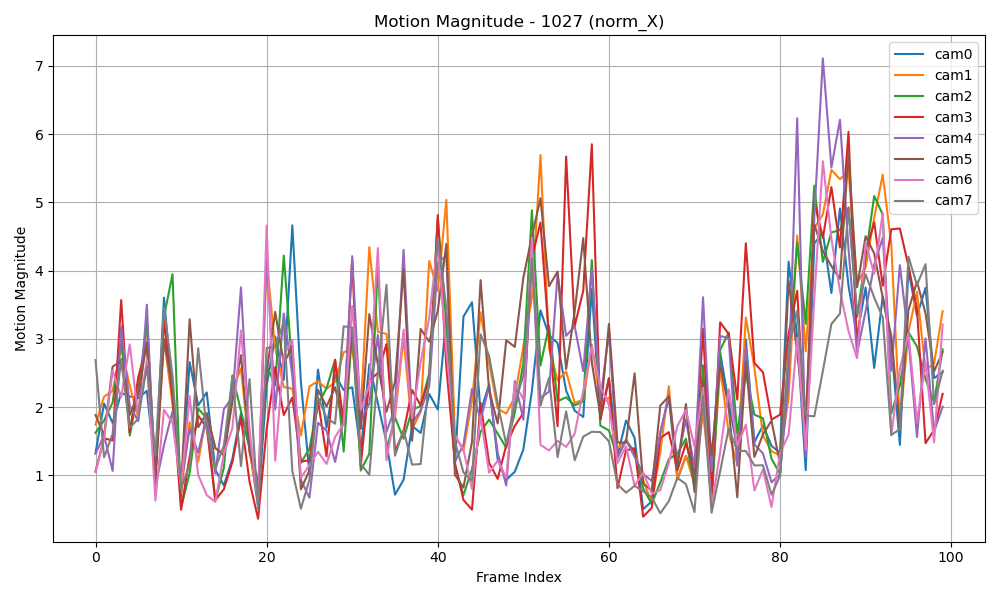 Motion Magnitude - 1027 (norm_X)
Motion Magnitude
7
6
5
4
3
2
1
0
20
40
60
80
100
Frame Index
cam0
cam1
cam2
cam3
cam4
cam5
cam6
cam7